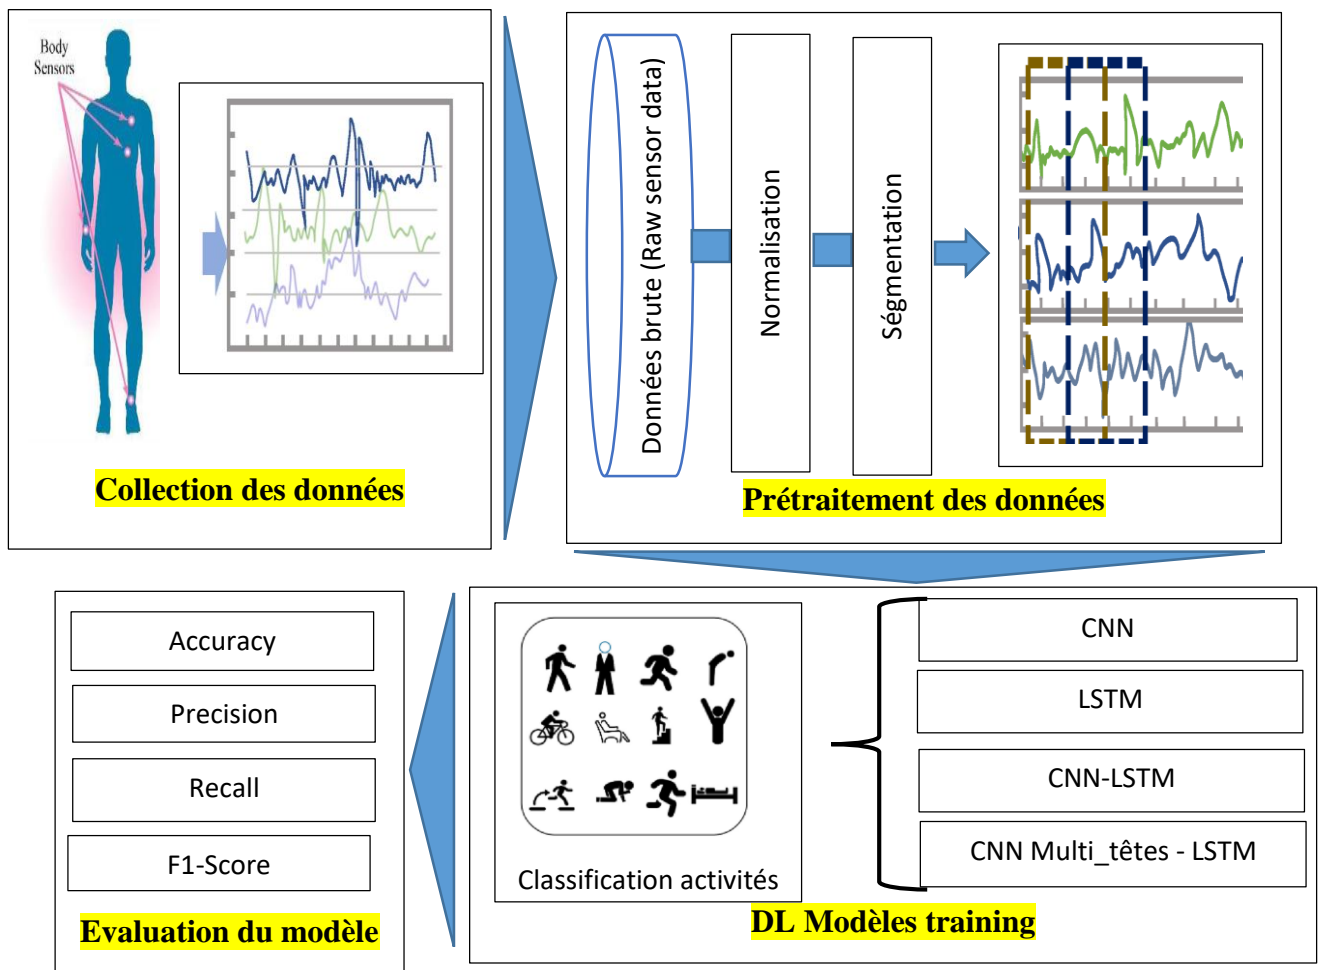 Body
Sensors
Collection des données
Données brute (Raw sensor data)
Normalisation
Ségmentation
Prétraitement des données
CNN
LSTM
CNN-LSTM
CNN Multi_têtes - LSTM
Classification activités
DL Modèles training
Accuracy
Precision
Recall
F1-Score
Evaluation du modèle